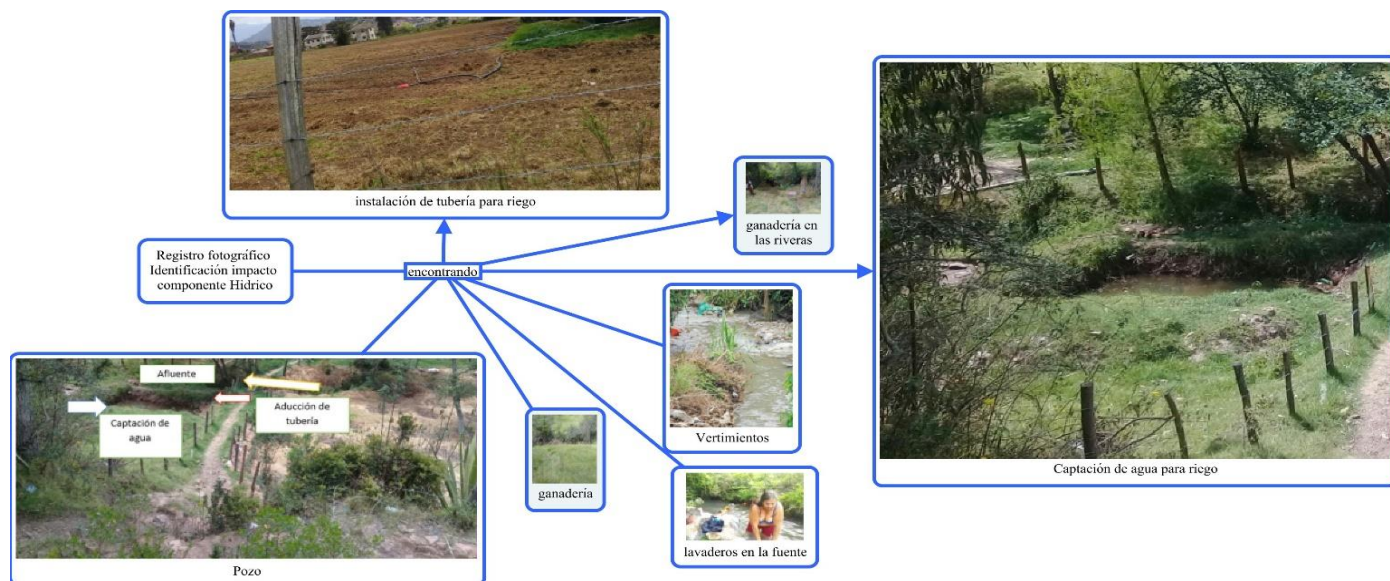 instalación de tubería para riego
ganadería en
las riveras
Registro fotográfico
Identificación impacto
componente Hídrico
encontrando
Afluente
Aducción de
tubería
Captación de
agua
Pozo
ganadería
Vertimientos
lavaderos en la fuente
Captación de agua para riego